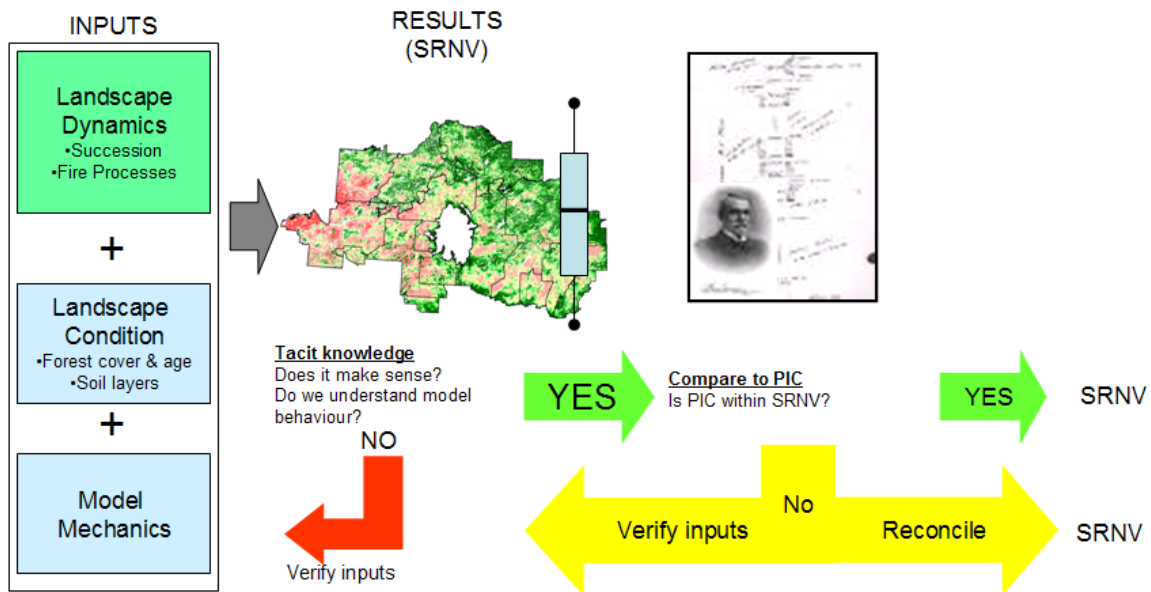 INPUTS
Landscape
Dynamics
•Succession
•Fire Processes
+
Landscape
Condition
•Forest cover & age
•Soil layers
+
Model
Mechanics
RESULTS
(SRNV)
Tacit knowledge
Does it make sense?
Do we understand model
behaviour?
NO
Verify inputs
YES
Compare to PIC
Is PIC within SRNV?
YES
SRNV
No
Verify inputs
Reconcile
SRNV